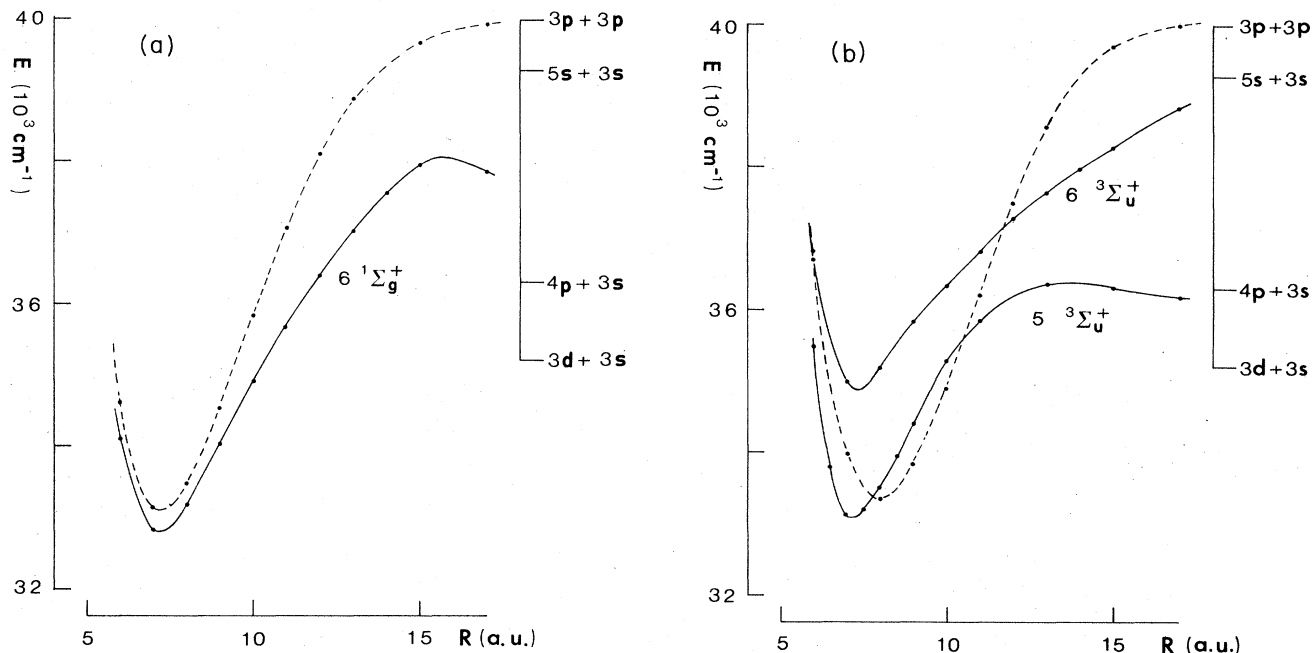 (a)
E (10³ cm⁻¹)
40
36
32
5
10
15
R (a.u.)
6 ¹Σg⁺
3p + 3p
5s + 3s
4p + 3s
3d + 3s
(b)
E (10³ cm⁻¹)
40
36
32
5
10
15
R (a.u.)
6 ³Σu⁺
5 ³Σu⁺
3p + 3p
5s + 3s
4p + 3s
3d + 3s